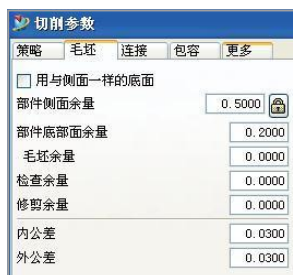 切削参数
策略 毛坯 连接 包容 更多
用与侧面一样的底面
部件侧面余量 0.5000
部件底部面余量 0.2000
毛坯余量 0.0000
检查余量 0.0000
修剪余量 0.0000
内公差 0.0300
外公差 0.0300